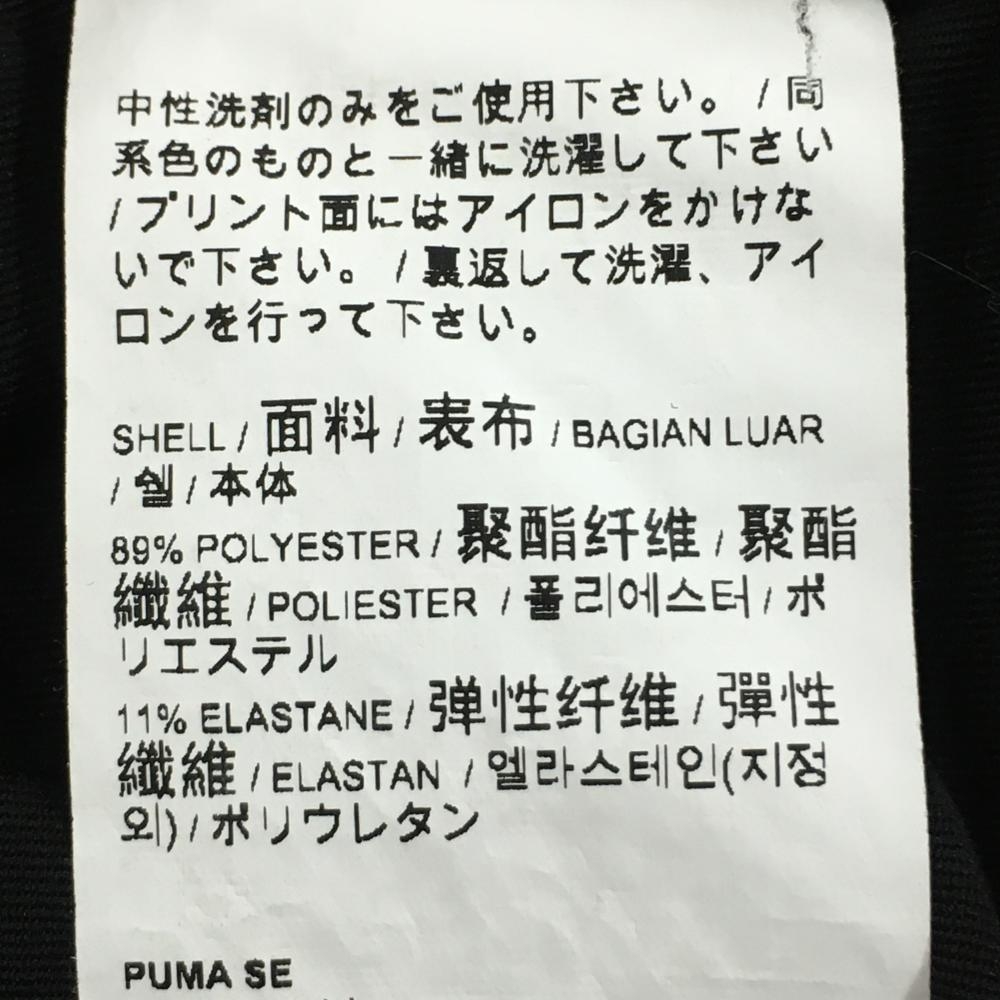 中性洗剤のみをご使用下さい。 / 同
系色のものと一緒に洗濯して下さい
/ プリント面にはアイロンをかけな
いで下さい。 / 裏返して洗濯、アイ
ロンを行って下さい。
SHELL / 面料 / 表布 / BAGIAN LUAR
/ 쉘 / 本体
89% POLYESTER / 聚酯纤维 / 聚酯
纖維 / POLIESTER / 폴리에스터 / ポ
リエステル
11% ELASTANE / 弹性纤维 / 彈性
纖維 / ELASTAN / 엘라스테인(지정
외) / ポリウレタン
PUMA SE